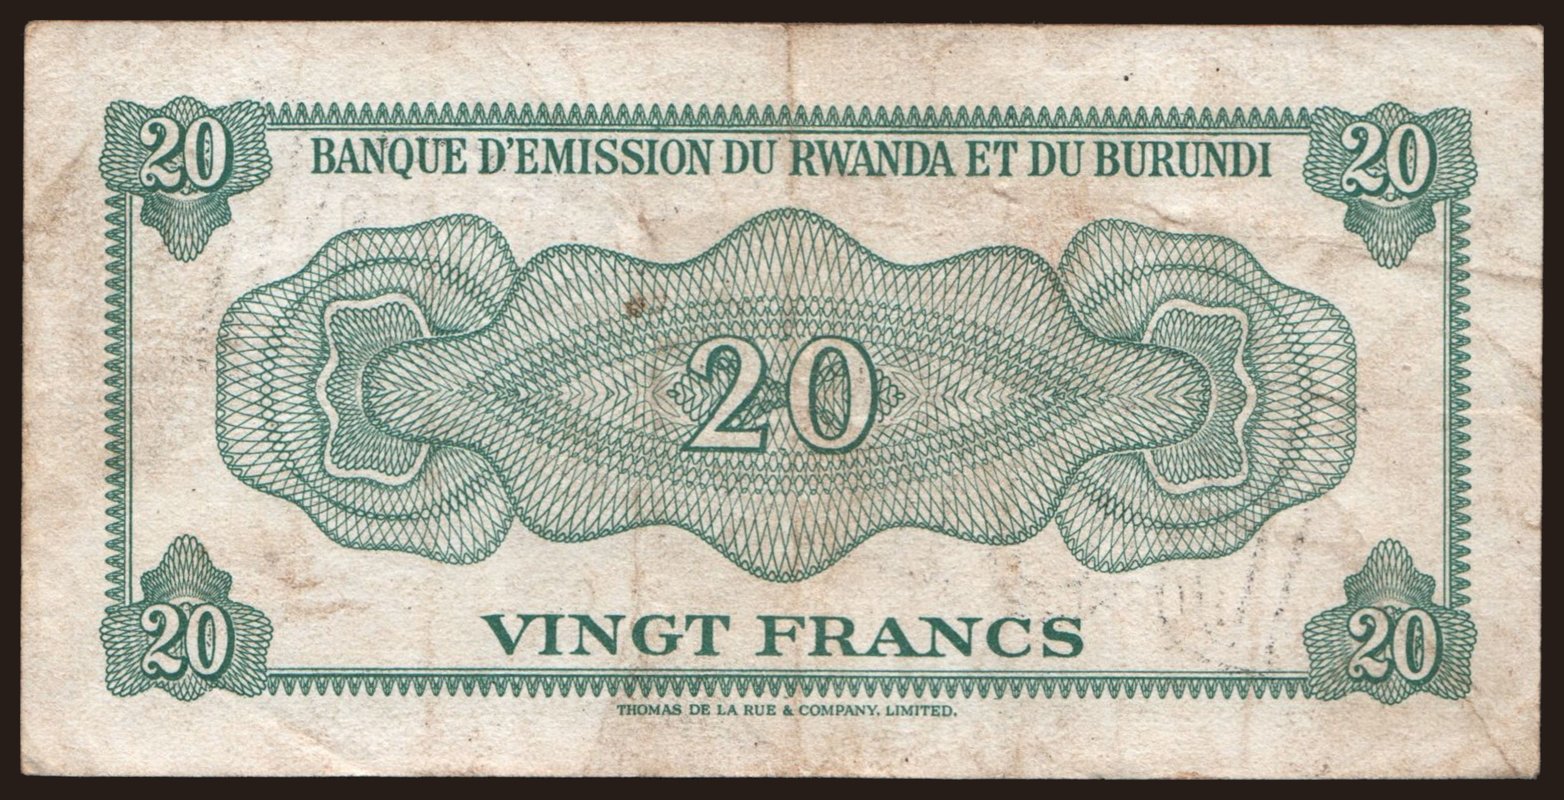 20 20
BANQUE D'EMISSION DU RWANDA ET DU BURUNDI
20
VINGT FRANCS
20 20
THOMAS DE LA RUE & COMPANY, LIMITED.